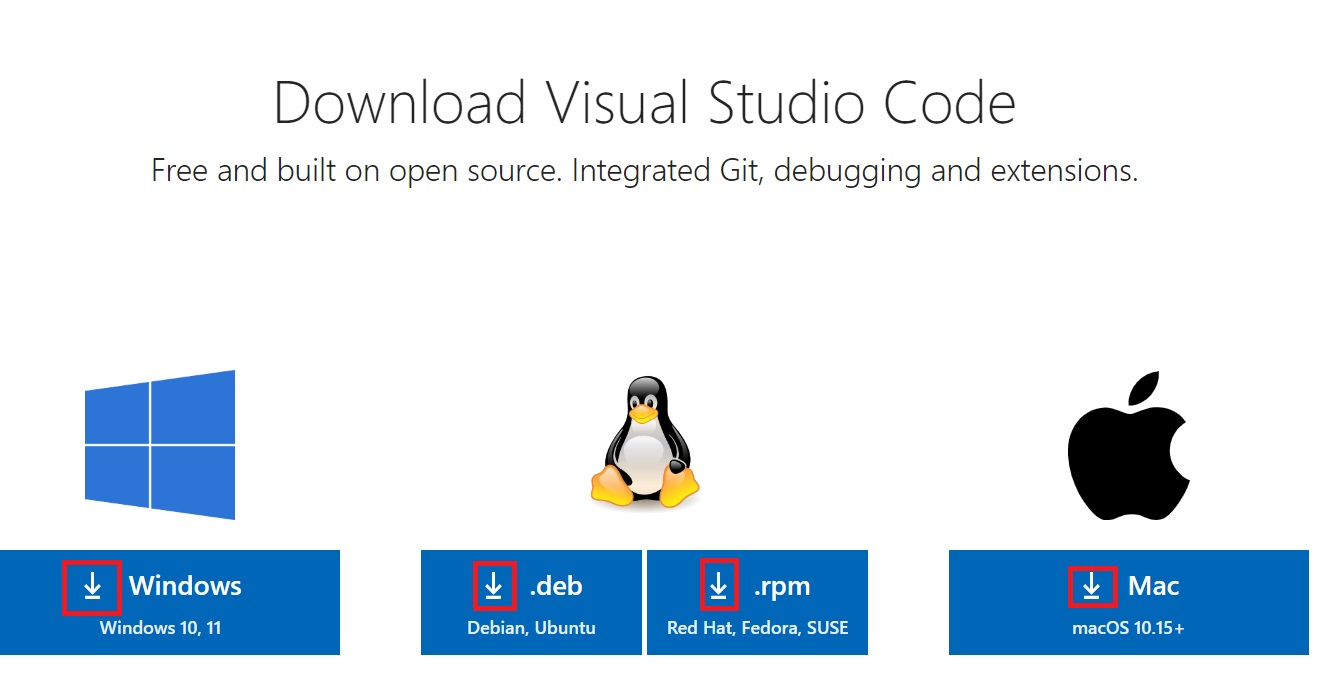 Download Visual Studio Code
Free and built on open source. Integrated Git, debugging and extensions.
Windows
Windows 10, 11
.deb
Debian, Ubuntu
.rpm
Red Hat, Fedora, SUSE
Mac
macOS 10.15+